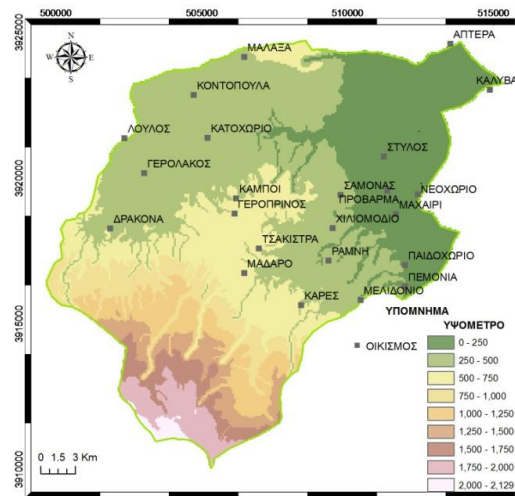 500000 505000 510000 515000
3925000
3920000
3915000
3910000
N
W E
S
ΑΠΤΕΡΑ
ΜΑΛΑΞΑ
ΚΑΛΥΒΑ
ΚΟΝΤΟΠΟΥΛΑ
ΛΟΥΛΟΣ
ΚΑΤΟΧΩΡΙΟ
ΣΤΥΛΟΣ
ΓΕΡΟΛΑΚΟΣ
ΚΑΜΠΟΙ
ΣΑΜΟΝΑΣ
ΝΕΟΧΩΡΙΟ
ΠΡΟΒΑΡΜΑ
ΓΕΡΟΠΡΙΝΟΣ
ΜΑΧΑΙΡΙ
ΔΡΑΚΟΝΑ
ΧΙΛΙΟΜΟΔΙΟ
ΤΣΑΚΙΣΤΡΑ
ΡΑΜΝΗ
ΠΑΙΔΟΧΩΡΙΟ
ΜΑΔΑΡΟ
ΠΕΜΟΝΙΑ
ΚΑΡΕΣ
ΜΕΛΙΔΟΝΙΟ
ΥΠΟΜΝΗΜΑ
ΥΨΟΜΕΤΡΟ
ΟΙΚΙΣΜΟΣ
0 - 250
250 - 500
500 - 750
750 - 1,000
1,000 - 1,250
1,250 - 1,500
1,500 - 1,750
1,750 - 2,000
2,000 - 2,129
0 1.5 3 Km